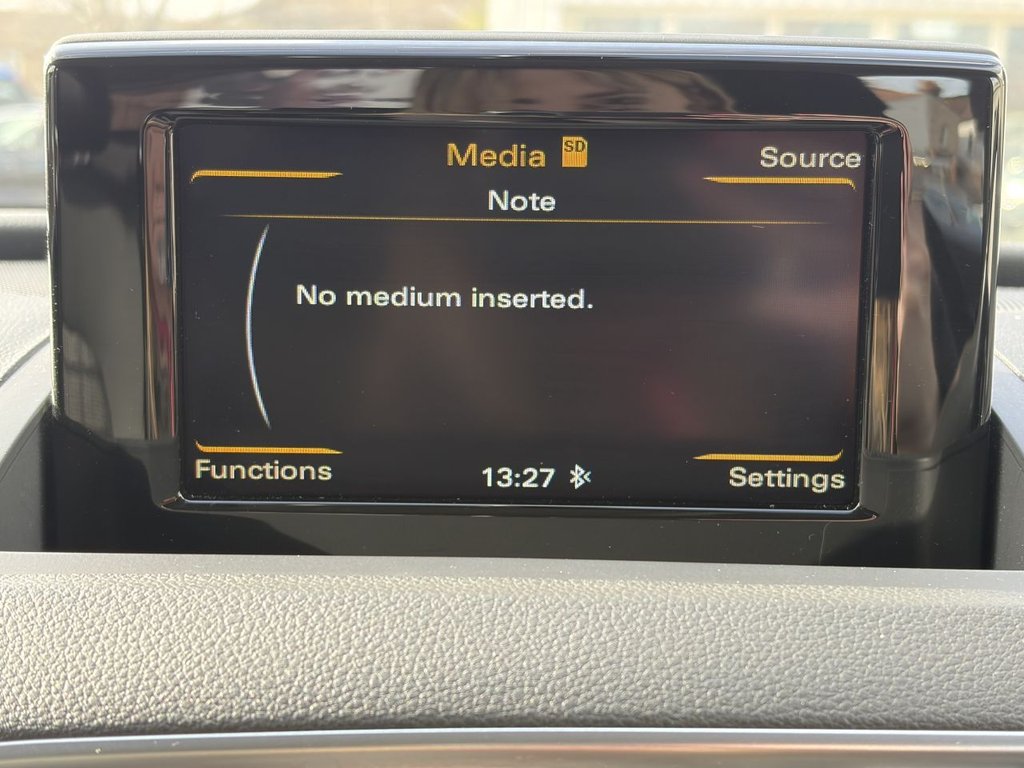 Media SD
Source
Note
No medium inserted.
Functions
13:27
Settings